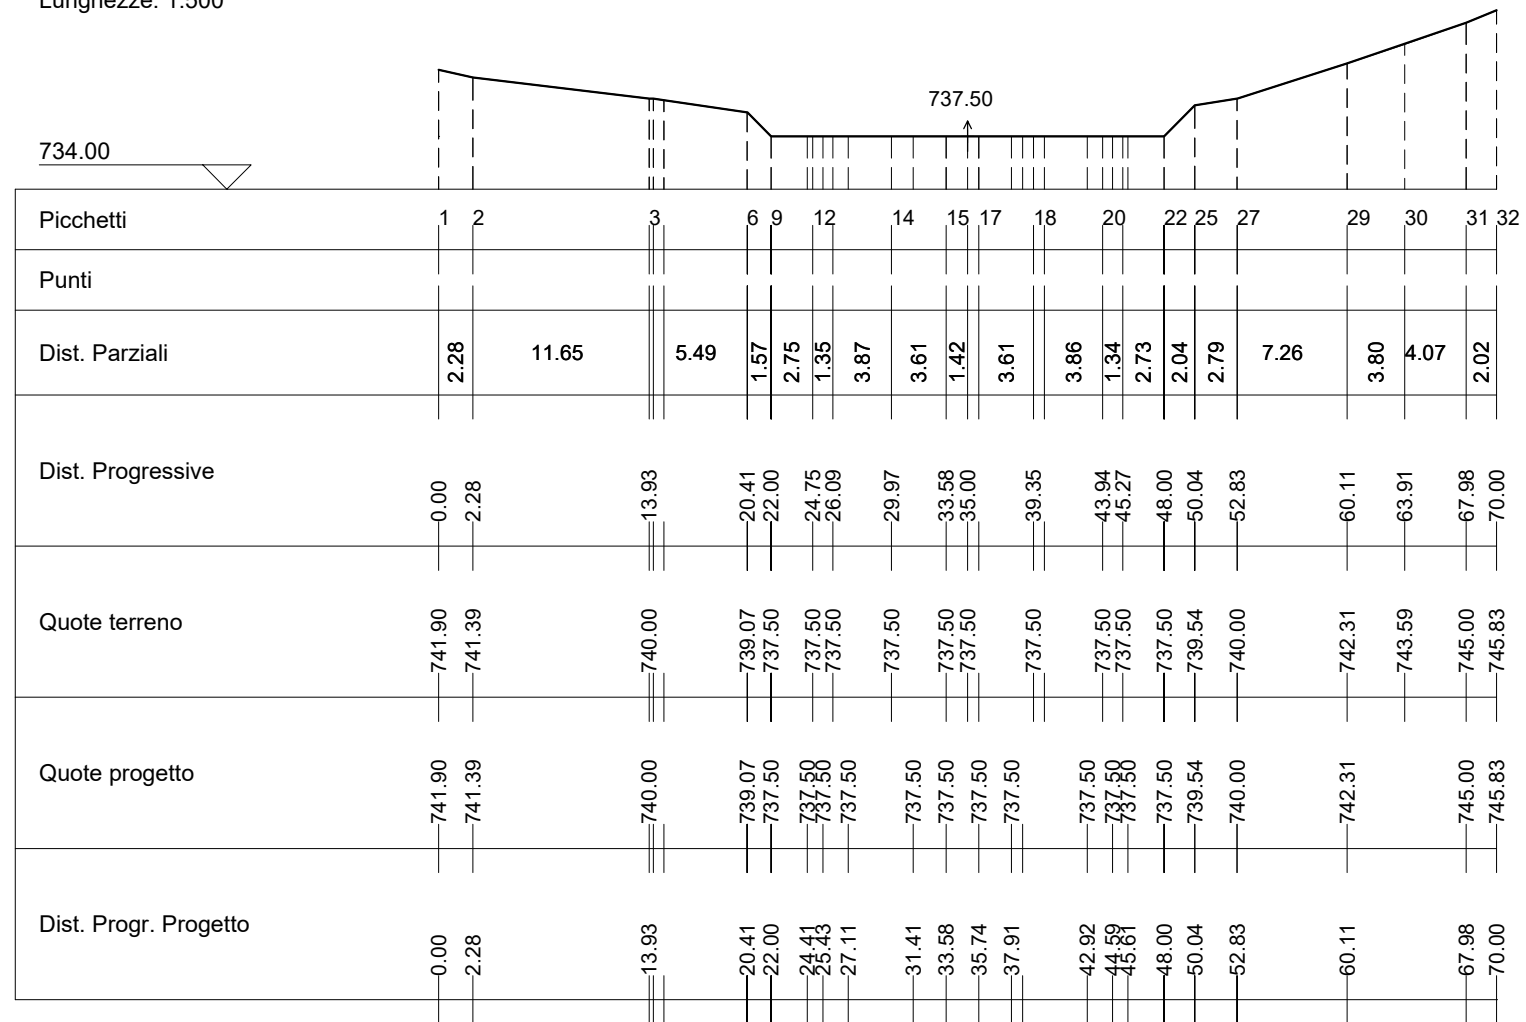 Lunghezze: 1:500
737.50
734.00
Picchetti 1 2 3 6 9 12 14 15 17 18 20 22 25 27 29 30 31 32
Punti
Dist. Parziali 2.28 11.65 5.49 1.57 2.75 1.35 3.87 3.61 1.42 3.61 3.86 1.34 2.73 2.04 2.79 7.26 3.80 4.07 2.02
Dist. Progressive 0.00 2.28 13.93 20.41 22.00 24.75 26.09 29.97 33.58 35.00 39.35 43.94 45.27 48.00 50.04 52.83 60.11 63.91 67.98 70.00
Quote terreno 741.90 741.39 740.00 739.07 737.50 737.50 737.50 737.50 737.50 737.50 737.50 737.50 737.50 737.50 739.54 740.00 742.31 743.59 745.00 745.83
Quote progetto 741.90 741.39 740.00 739.07 737.50 737.50 737.50 737.50 737.50 737.50 737.50 737.50 737.50 737.50 737.50 737.50 739.54 740.00 742.31 745.00 745.83
Dist. Progr. Progetto 0.00 2.28 13.93 20.41 22.00 24.41 25.43 27.11 31.41 33.58 35.74 37.91 42.92 44.59 45.61 48.00 50.04 52.83 60.11 67.98 70.00